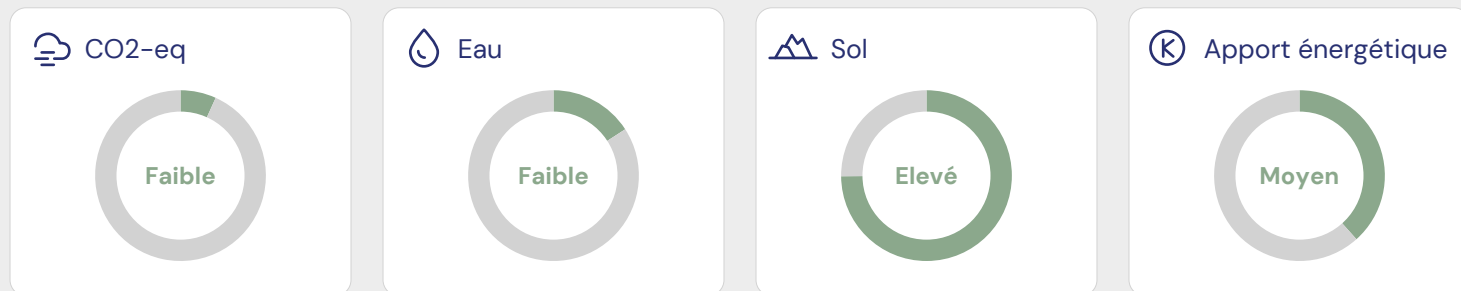 CO2-eq
Faible
Eau
Faible
Sol
Elevé
Apport énergétique
Moyen